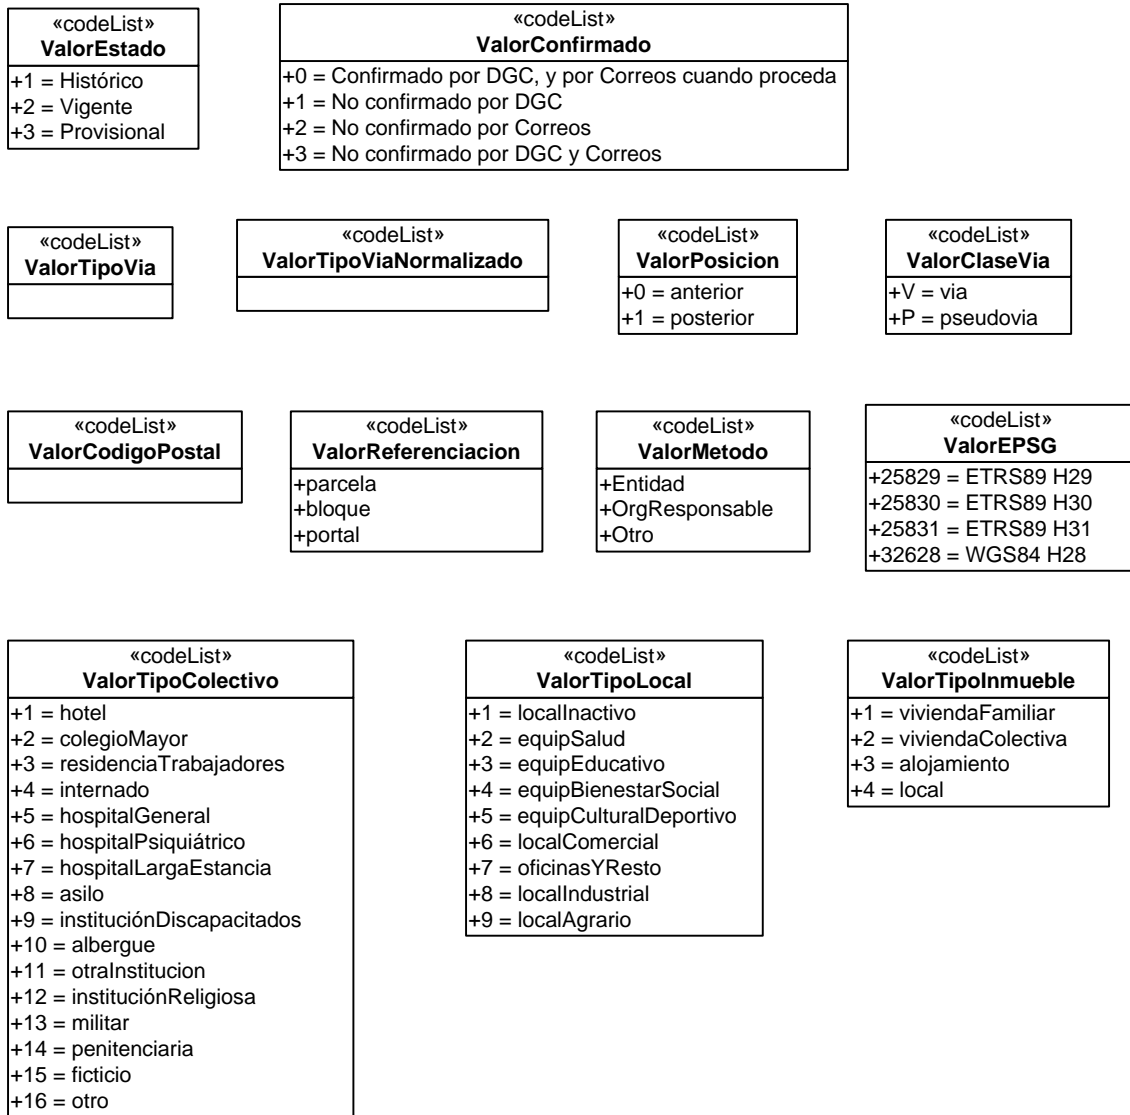 «codeList»
ValorEstado
+1 = Histórico
+2 = Vigente
+3 = Provisional
«codeList»
ValorConfirmado
+0 = Confirmado por DGC, y por Correos cuando proceda
+1 = No confirmado por DGC
+2 = No confirmado por Correos
+3 = No confirmado por DGC y Correos
«codeList»
ValorTipoVia
«codeList»
ValorTipoViaNormalizado
«codeList»
ValorPosicion
+0 = anterior
+1 = posterior
«codeList»
ValorClaseVia
+V = via
+P = pseudovia
«codeList»
ValorCodigoPostal
«codeList»
ValorReferenciacion
+parcela
+bloque
+portal
«codeList»
ValorMetodo
+Entidad
+OrgResponsable
+Otro
«codeList»
ValorEPSG
+25829 = ETRS89 H29
+25830 = ETRS89 H30
+25831 = ETRS89 H31
+32628 = WGS84 H28
«codeList»
ValorTipoColectivo
+1 = hotel
+2 = colegioMayor
+3 = residenciaTrabajadores
+4 = internado
+5 = hospitalGeneral
+6 = hospitalPsiquiátrico
+7 = hospitalLargaEstancia
+8 = asilo
+9 = instituciónDiscapacitados
+10 = albergue
+11 = otraInstitucion
+12 = instituciónReligiosa
+13 = militar
+14 = penitenciaria
+15 = ficticio
+16 = otro
«codeList»
ValorTipoLocal
+1 = localInactivo
+2 = equipSalud
+3 = equipEducativo
+4 = equipBienestarSocial
+5 = equipCulturalDeportivo
+6 = localComercial
+7 = oficinasYResto
+8 = localIndustrial
+9 = localAgrario
«codeList»
ValorTipoInmueble
+1 = viviendaFamiliar
+2 = viviendaColectiva
+3 = alojamiento
+4 = local